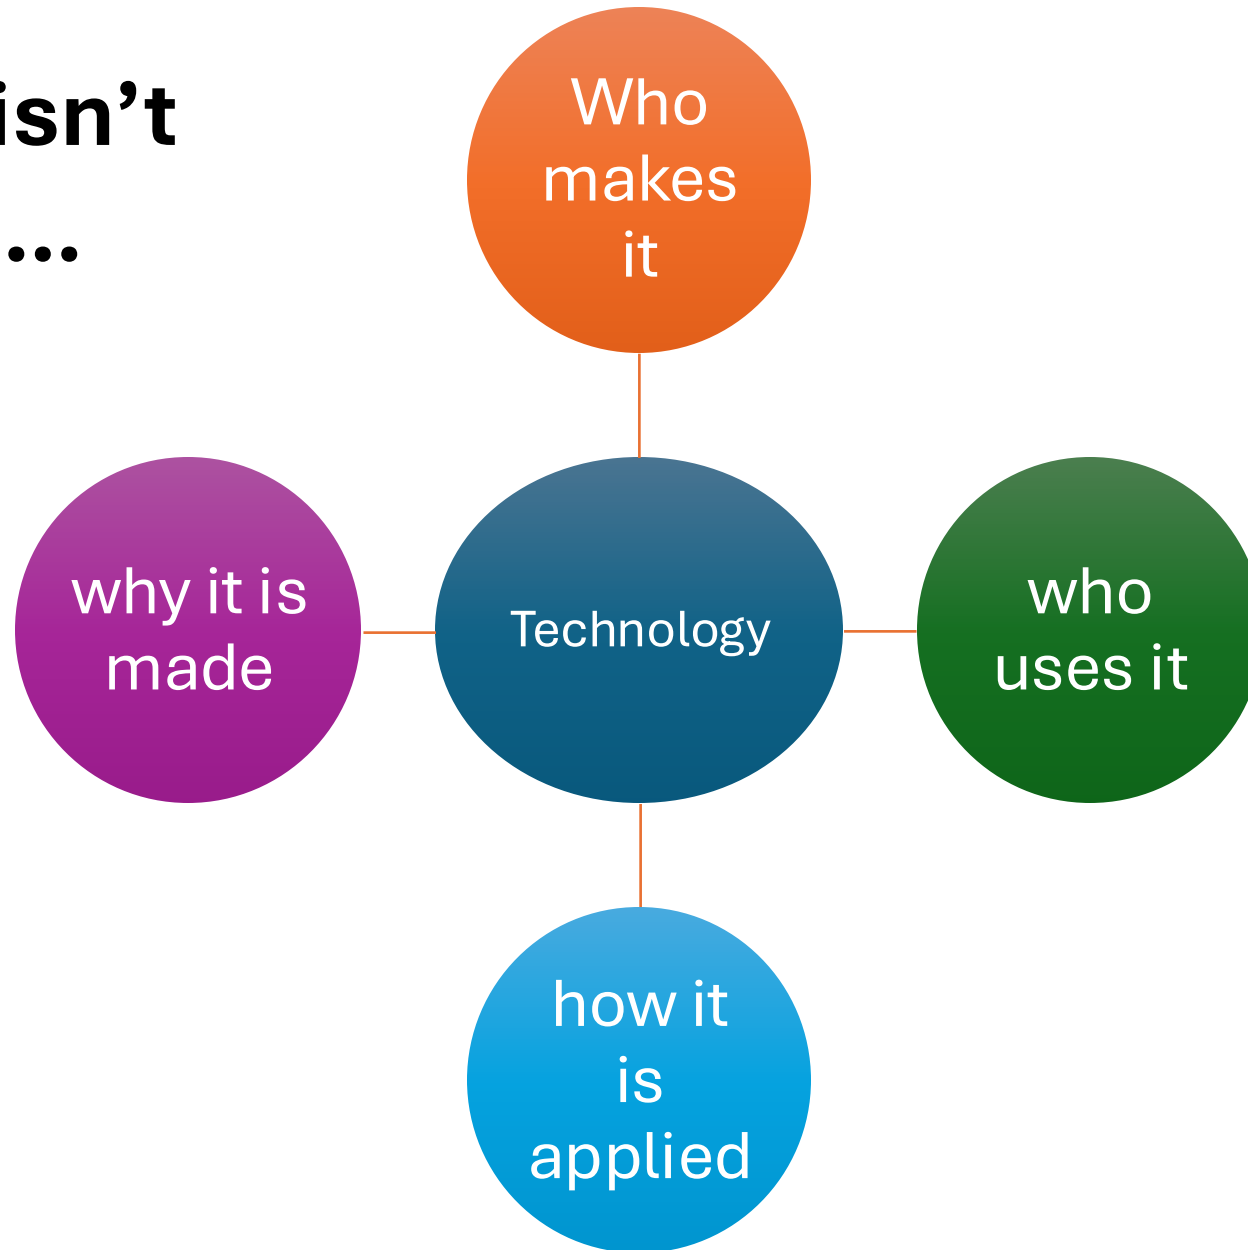 isn’t
...
Who
makes
it
why it is
made
Technology
who
uses it
how it
is
applied